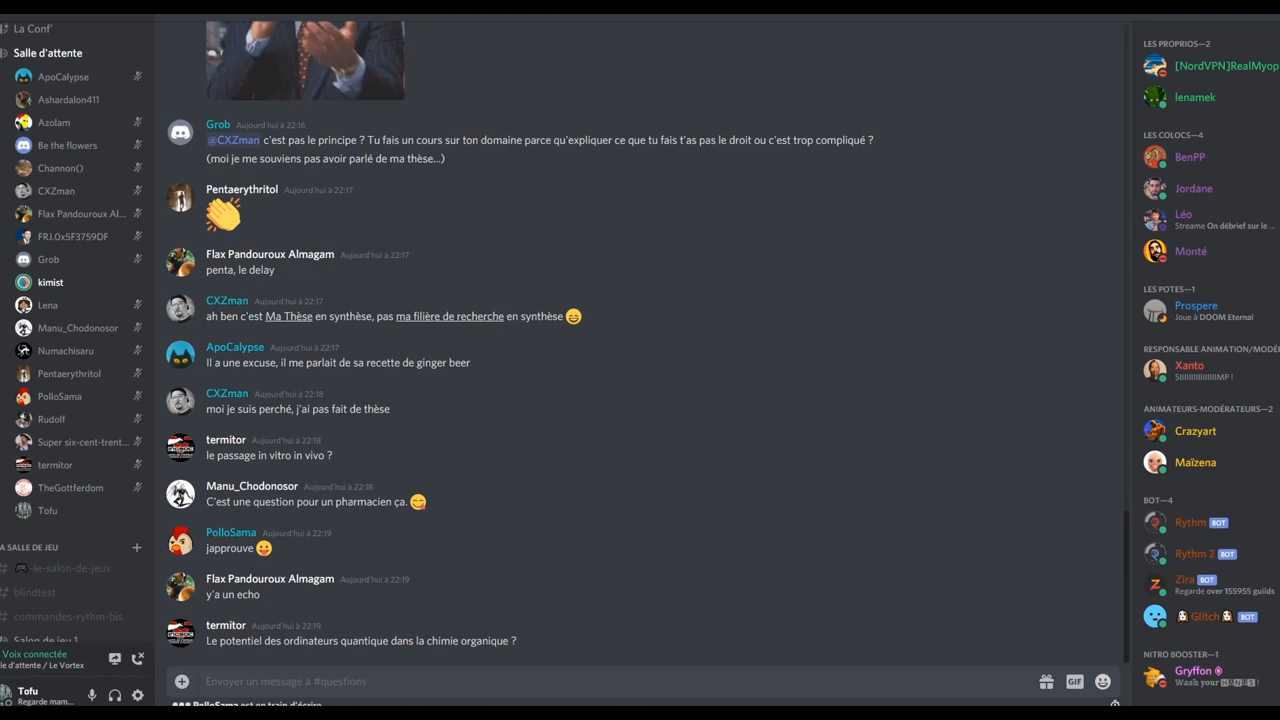 La Conf'
Salle d'attente
ApoCalypse
Ashardalon411
Azolam
Be the flowers
Channon()
CXZman
Flax Pandouroux Al...
FRJ.0x5F3759DF
Grob
kimist
Lena
Manu_Chodonosor
Numachisaru
Pentaerythritol
PolloSama
Rudolf
Super six-cent-trent...
termitor
TheGottferdom
Tofu
A SALLE DE JEU
-le-salon-de-jeux
blindtest
commandes-rythm-bis
Salon de jeu 1
Voix connectée
le d'attente / Le Vortex
Tofu
Regarde mam...
Grob Aujourd'hui à 22:16
@CXZman c'est pas le principe ? Tu fais un cours sur ton domaine parce qu'expliquer ce que tu fais t'as pas le droit ou c'est trop compliqué ?
(moi je me souviens pas avoir parlé de ma thèse...)
Pentaerythritol Aujourd'hui à 22:17
Flax Pandouroux Almagam Aujourd'hui à 22:17
penta, le delay
CXZman Aujourd'hui à 22:17
ah ben c'est Ma Thèse en synthèse, pas ma filière de recherche en synthèse 😄
ApoCalypse Aujourd'hui à 22:17
Il a une excuse, il me parlait de sa recette de ginger beer
CXZman Aujourd'hui à 22:18
moi je suis perché, j'ai pas fait de thèse
termitor Aujourd'hui à 22:18
le passage in vitro in vivo ?
Manu_Chodonosor Aujourd'hui à 22:18
C'est une question pour un pharmacien ça. 😋
PolloSama Aujourd'hui à 22:19
japprouve 😛
Flax Pandouroux Almagam Aujourd'hui à 22:19
y'a un echo
termitor Aujourd'hui à 22:19
Le potentiel des ordinateurs quantique dans la chimie organique ?
Envoyer un message à #questions
GIF
PolloSama est en train d'écrire
LES PROPRIOS—2
[NordVPN]RealMyop
lenamek
LES COLOCS—4
BenPP
Jordane
Léo
Streame On débrief sur le ...
Monté
LES POTES—1
Prospere
Joue à DOOM Eternal
RESPONSABLE ANIMATION/MODÉ
Xanto
ANIMATEURS-MODÉRATEURS—2
Crazyart
Maïzena
BOT—4
Rythm BOT
Rythm 2 BOT
Zira BOT
Regarde over 155955 guilds
Glitch BOT
NITRO BOOSTER—1
Gryffon
Wash your HANDS !